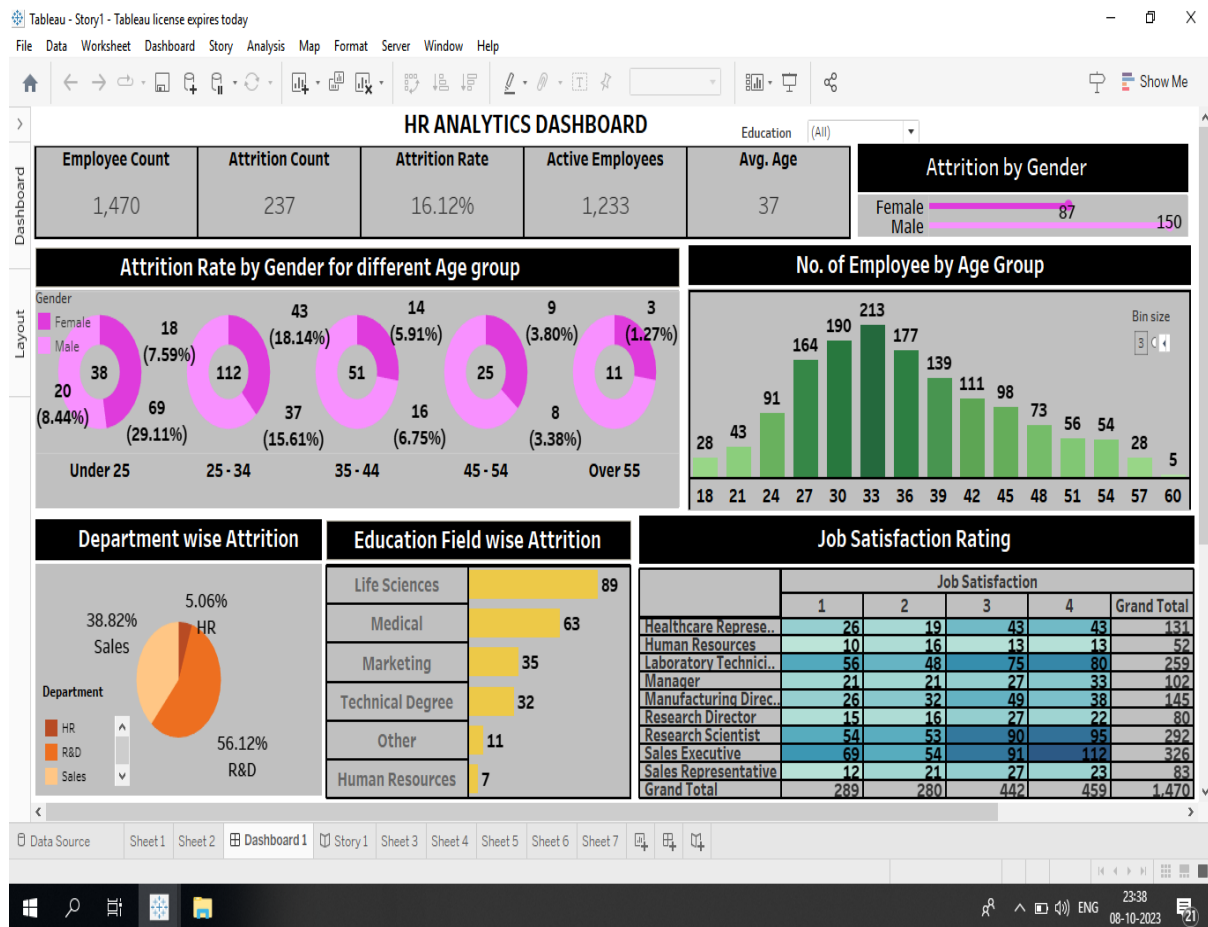 Tableau - Story1 - Tableau license expires today
File Data Worksheet Dashboard Story Analysis Map Format Server Window Help
Show Me
Dashboard
Layout
HR ANALYTICS DASHBOARD
Education (All)
Employee Count Attrition Count Attrition Rate Active Employees Avg. Age
1,470 237 16.12% 1,233 37
Attrition by Gender
Female 87
Male 150
Attrition Rate by Gender for different Age group
Gender
Female
Male
18 (7.59%)
38
20 (8.44%)
69 (29.11%)
43 (18.14%)
112
37 (15.61%)
14 (5.91%)
51
16 (6.75%)
9 (3.80%)
25
8 (3.38%)
3 (1.27%)
11
Under 25 25 - 34 35 - 44 45 - 54 Over 55
No. of Employee by Age Group
Bin size
3
28 43 91 164 190 213 177 139 111 98 73 56 54 28 5
18 21 24 27 30 33 36 39 42 45 48 51 54 57 60
Department wise Attrition
5.06%
HR
38.82%
Sales
56.12%
R&D
Department
HR
R&D
Sales
Education Field wise Attrition
Life Sciences 89
Medical 63
Marketing 35
Technical Degree 32
Other 11
Human Resources 7
Job Satisfaction Rating
Job Satisfaction
1 2 3 4 Grand Total
Healthcare Represe.. 26 19 43 43 131
Human Resources 10 16 13 13 52
Laboratory Technici.. 56 48 75 80 259
Manager 21 21 27 33 102
Manufacturing Direc.. 26 32 49 38 145
Research Director 15 16 27 22 80
Research Scientist 54 53 90 95 292
Sales Executive 69 54 91 112 326
Sales Representative 12 21 27 23 83
Grand Total 289 280 442 459 1,470
Data Source Sheet 1 Sheet 2 Dashboard 1 Story 1 Sheet 3 Sheet 4 Sheet 5 Sheet 6 Sheet 7
ENG
23:38
08-10-2023
21